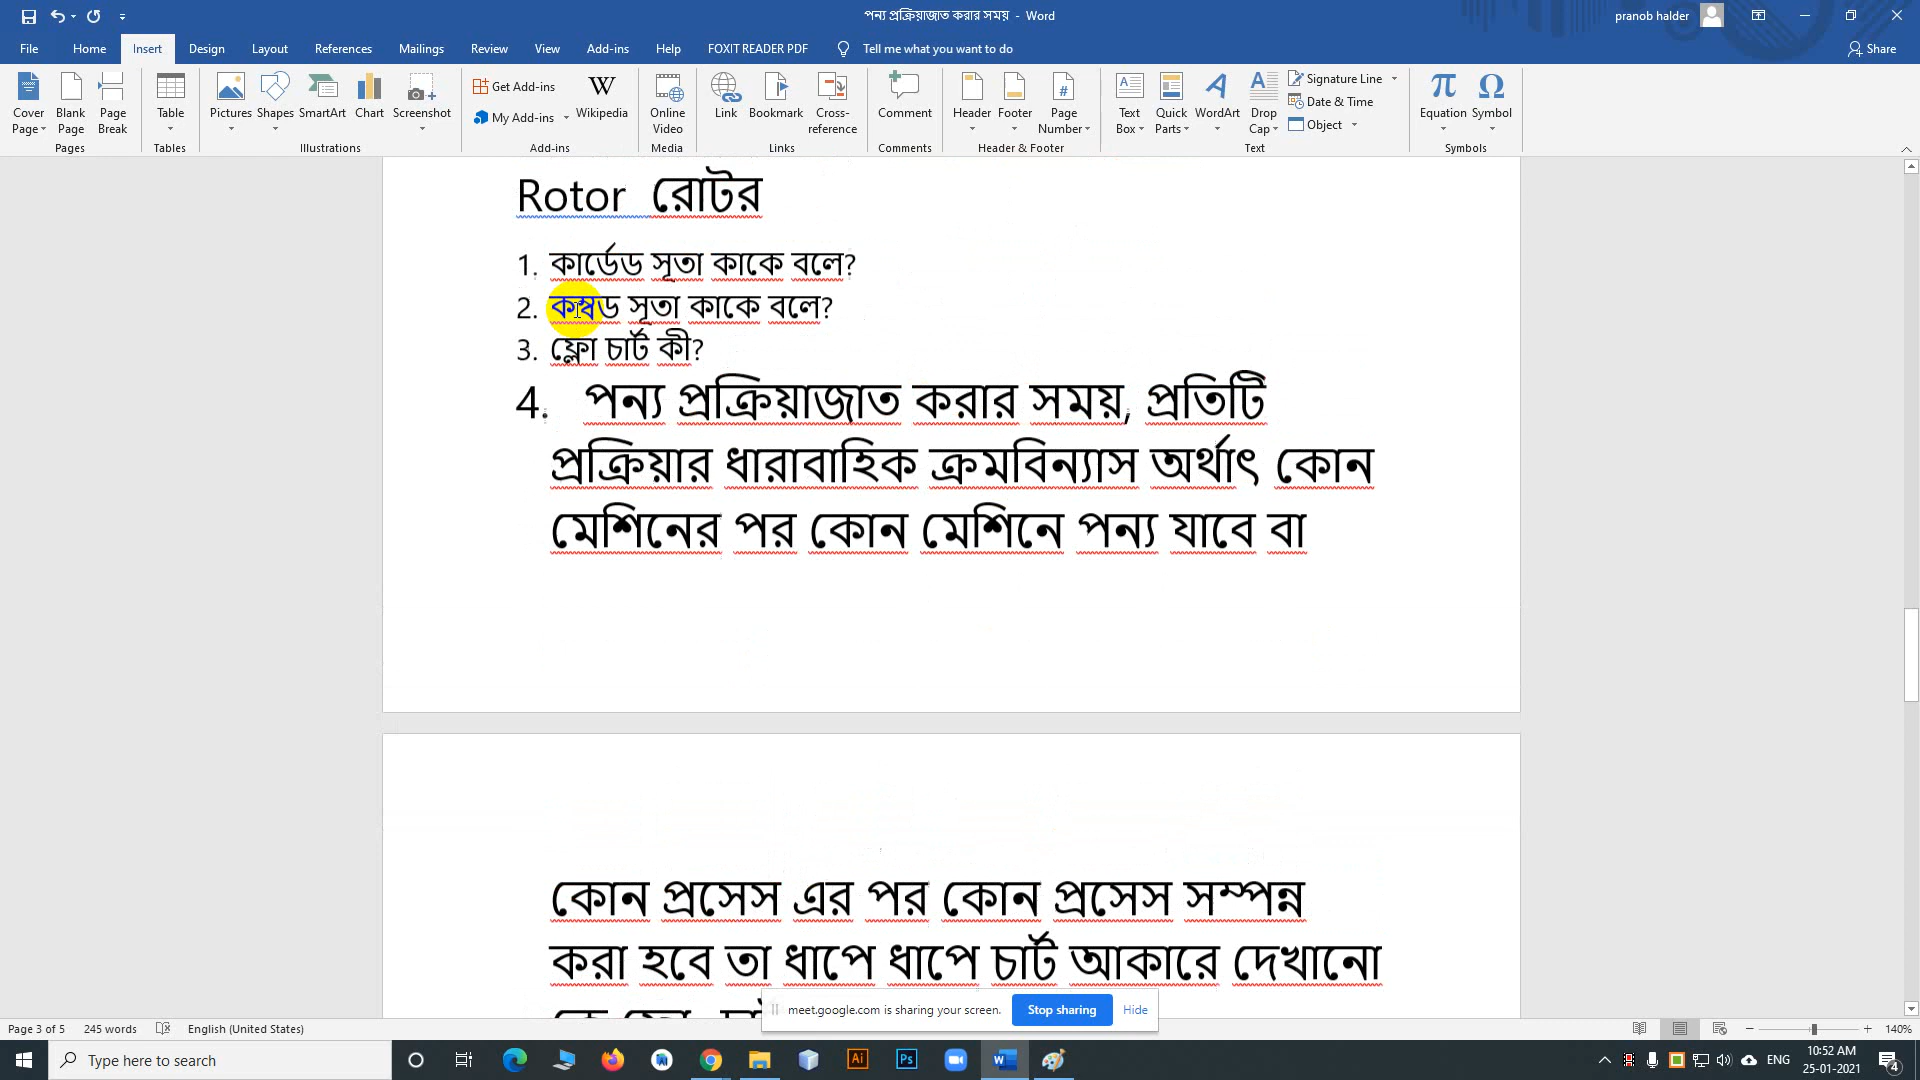 পন্য প্রক্রিয়াজাত করার সময় - Word
pranob halder
File Home Insert Design Layout References Mailings Review View Add-ins Help FOXIT READER PDF Tell me what you want to do Share
Cover Page Blank Page Page Break Table Pictures Shapes SmartArt Chart Screenshot Get Add-ins My Add-ins Wikipedia Online Video Link Bookmark Cross-reference Comment Header Footer Page Number Text Box Quick Parts WordArt Drop Cap Signature Line Date & Time Object Equation Symbol
Pages Tables Illustrations Add-ins Media Links Comments Header & Footer Text Symbols
Rotor রোটর
1. কার্ডেড সূতা কাকে বলে?
2. কম্বড সূতা কাকে বলে?
3. ফ্লো চার্ট কী?
4. পন্য প্রক্রিয়াজাত করার সময়, প্রতিটি
প্রক্রিয়ার ধারাবাহিক ক্রমবিন্যাস অর্থাৎ কোন
মেশিনের পর কোন মেশিনে পন্য যাবে বা
কোন প্রসেস এর পর কোন প্রসেস সম্পন্ন
করা হবে তা ধাপে ধাপে চার্ট আকারে দেখানো
meet.google.com is sharing your screen. Stop sharing Hide
Page 3 of 5 245 words English (United States) 140%
Type here to search
ENG
10:52 AM
25-01-2021
4